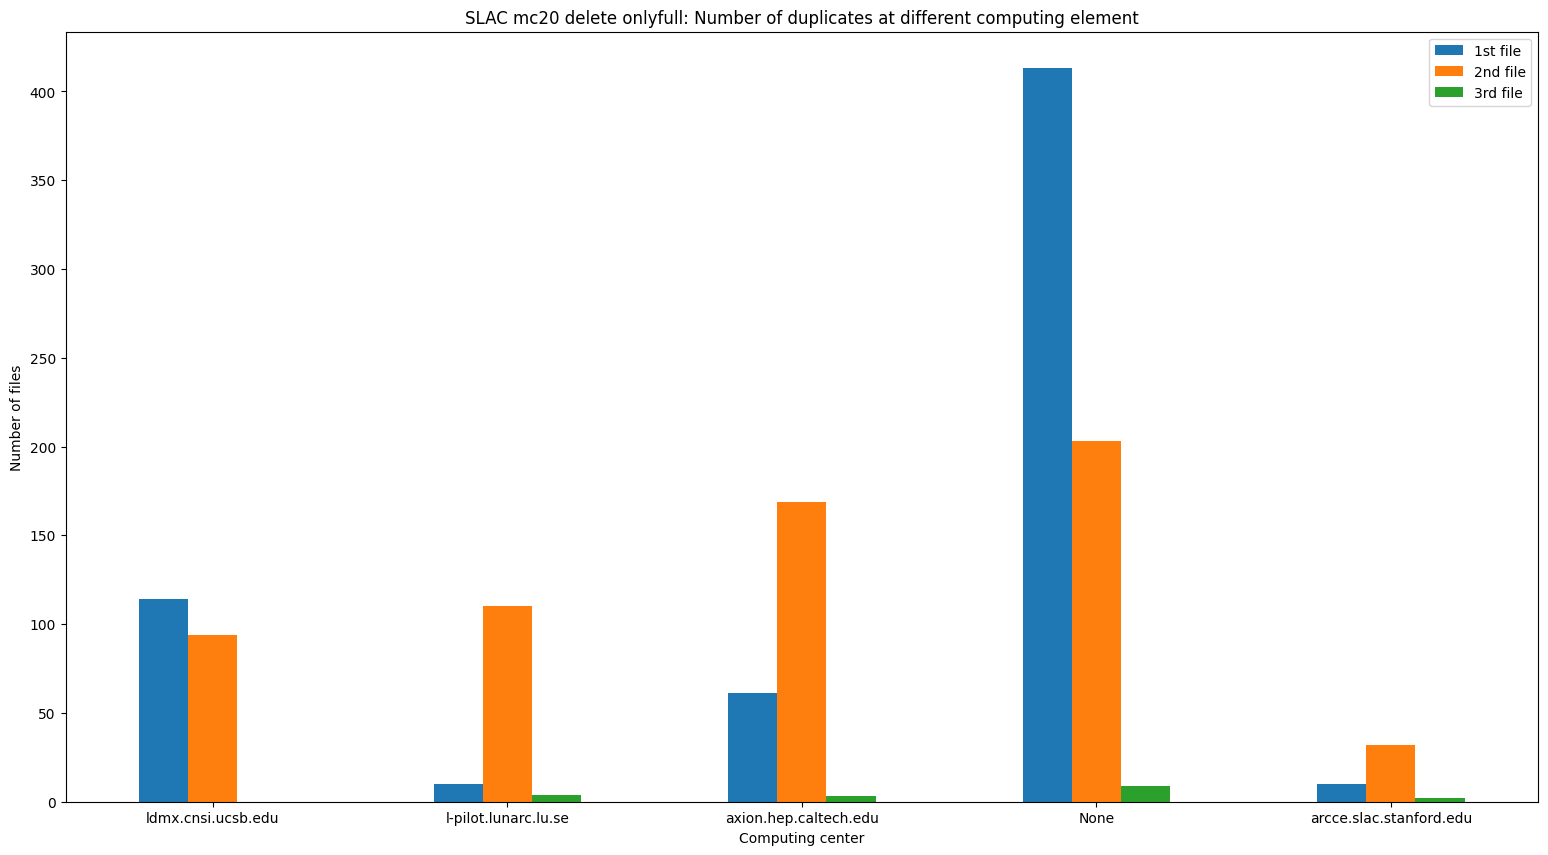 SLAC mc20 delete onlyfull: Number of duplicates at different computing element
1st file
2nd file
3rd file
Number of files
400
350
300
250
200
150
100
50
0
ldmx.cnsi.ucsb.edu
l-pilot.lunarc.lu.se
axion.hep.caltech.edu
None
arcce.slac.stanford.edu
Computing center